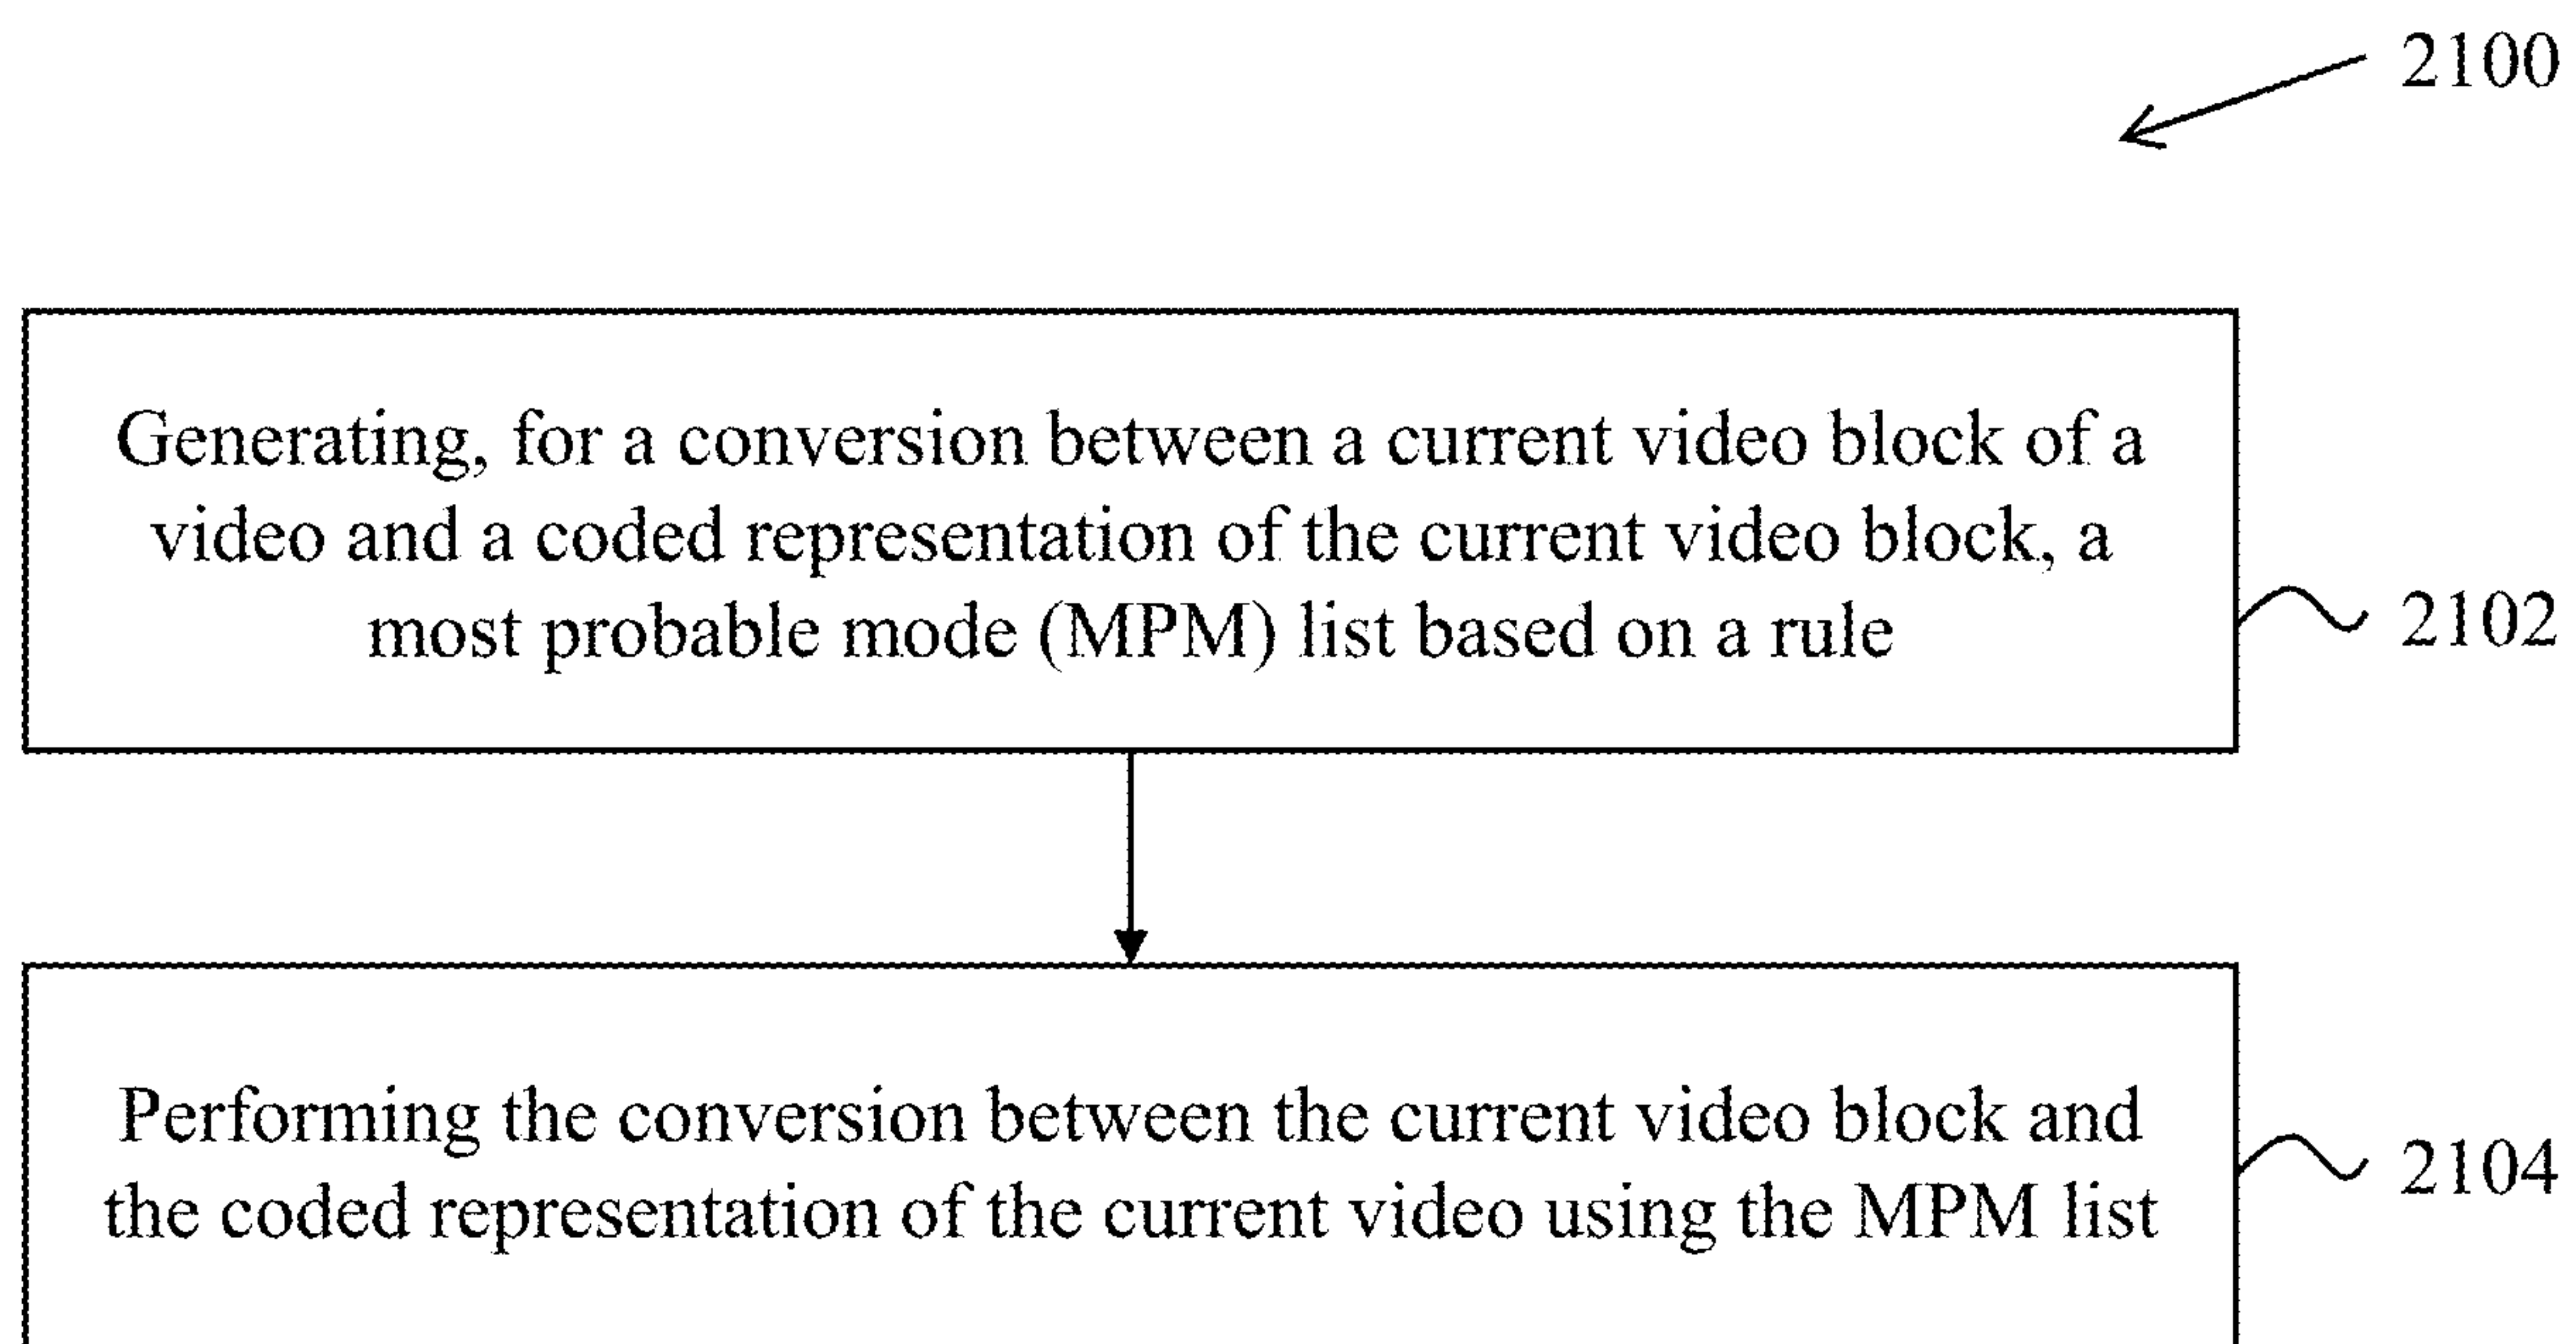 2100
Generating, for a conversion between a current video block of a
video and a coded representation of the current video block, a
most probable mode (MPM) list based on a rule
2102
Performing the conversion between the current video block and
the coded representation of the current video using the MPM list
2104